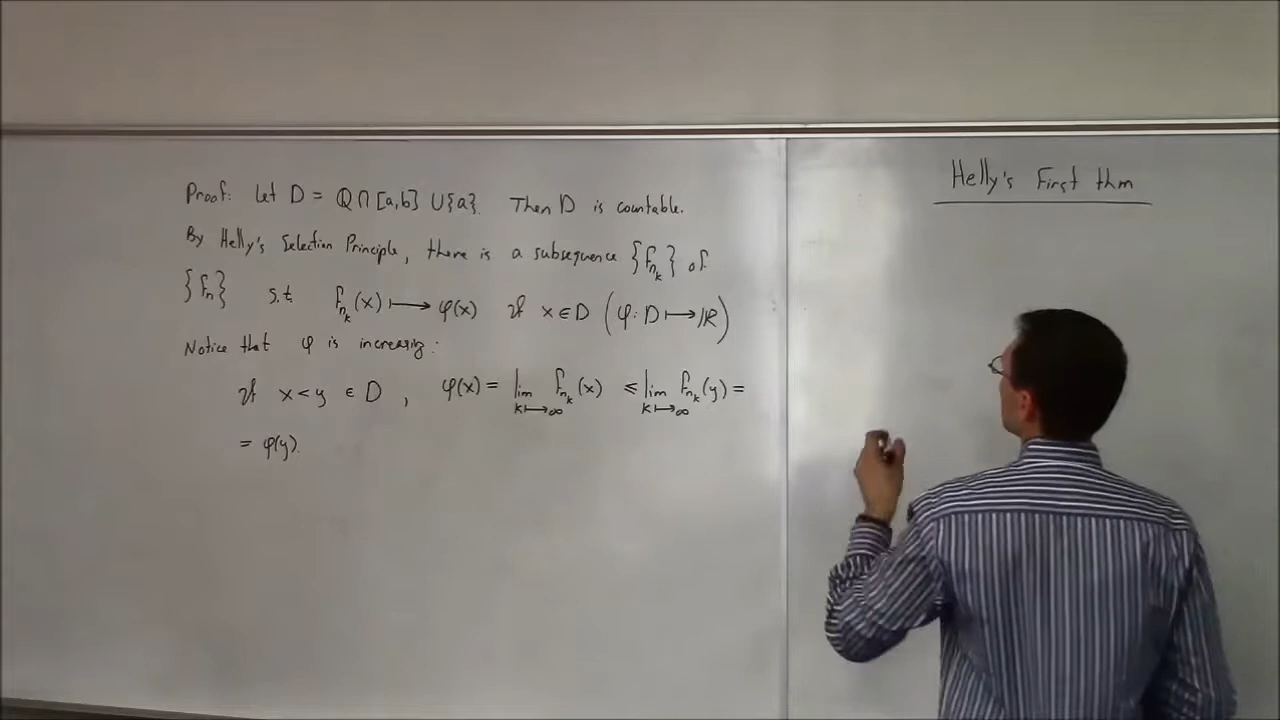 Proof: Let D = Q ∩ [a,b] ∪ {a}. Then D is countable.
By Helly's Selection Principle, there is a subsequence {f_{n_k}} of
{f_n} s.t. f_{n_k}(x) ⟼ φ(x) if x ∈ D (φ: D ⟼ ℝ)
Notice that φ is increasing:
if x < y ∈ D, φ(x) = lim_{k⟼∞} f_{n_k}(x) ≤ lim_{k⟼∞} f_{n_k}(y) =
= φ(y).
Helly's First thm